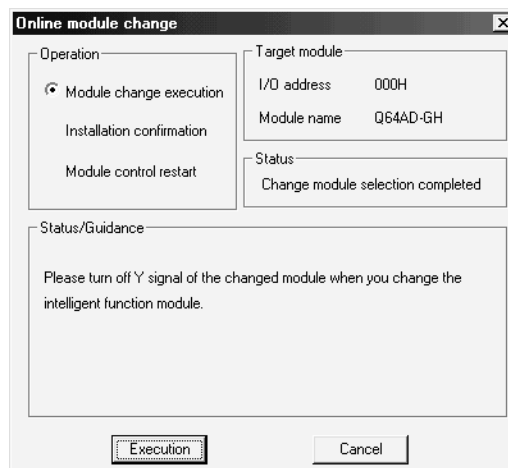 Online module change
Operation
Module change execution
Installation confirmation
Module control restart
Target module
I/O address 000H
Module name Q64AD-GH
Status
Change module selection completed
Status/Guidance
Please turn off Y signal of the changed module when you change the
intelligent function module.
Execution
Cancel